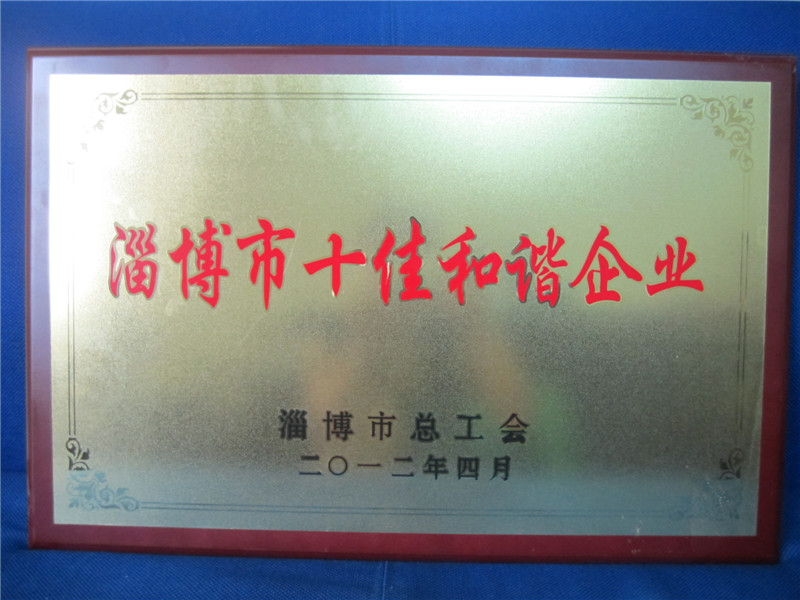 淄博市十佳和谐企业
淄博市总工会
二〇一二年四月